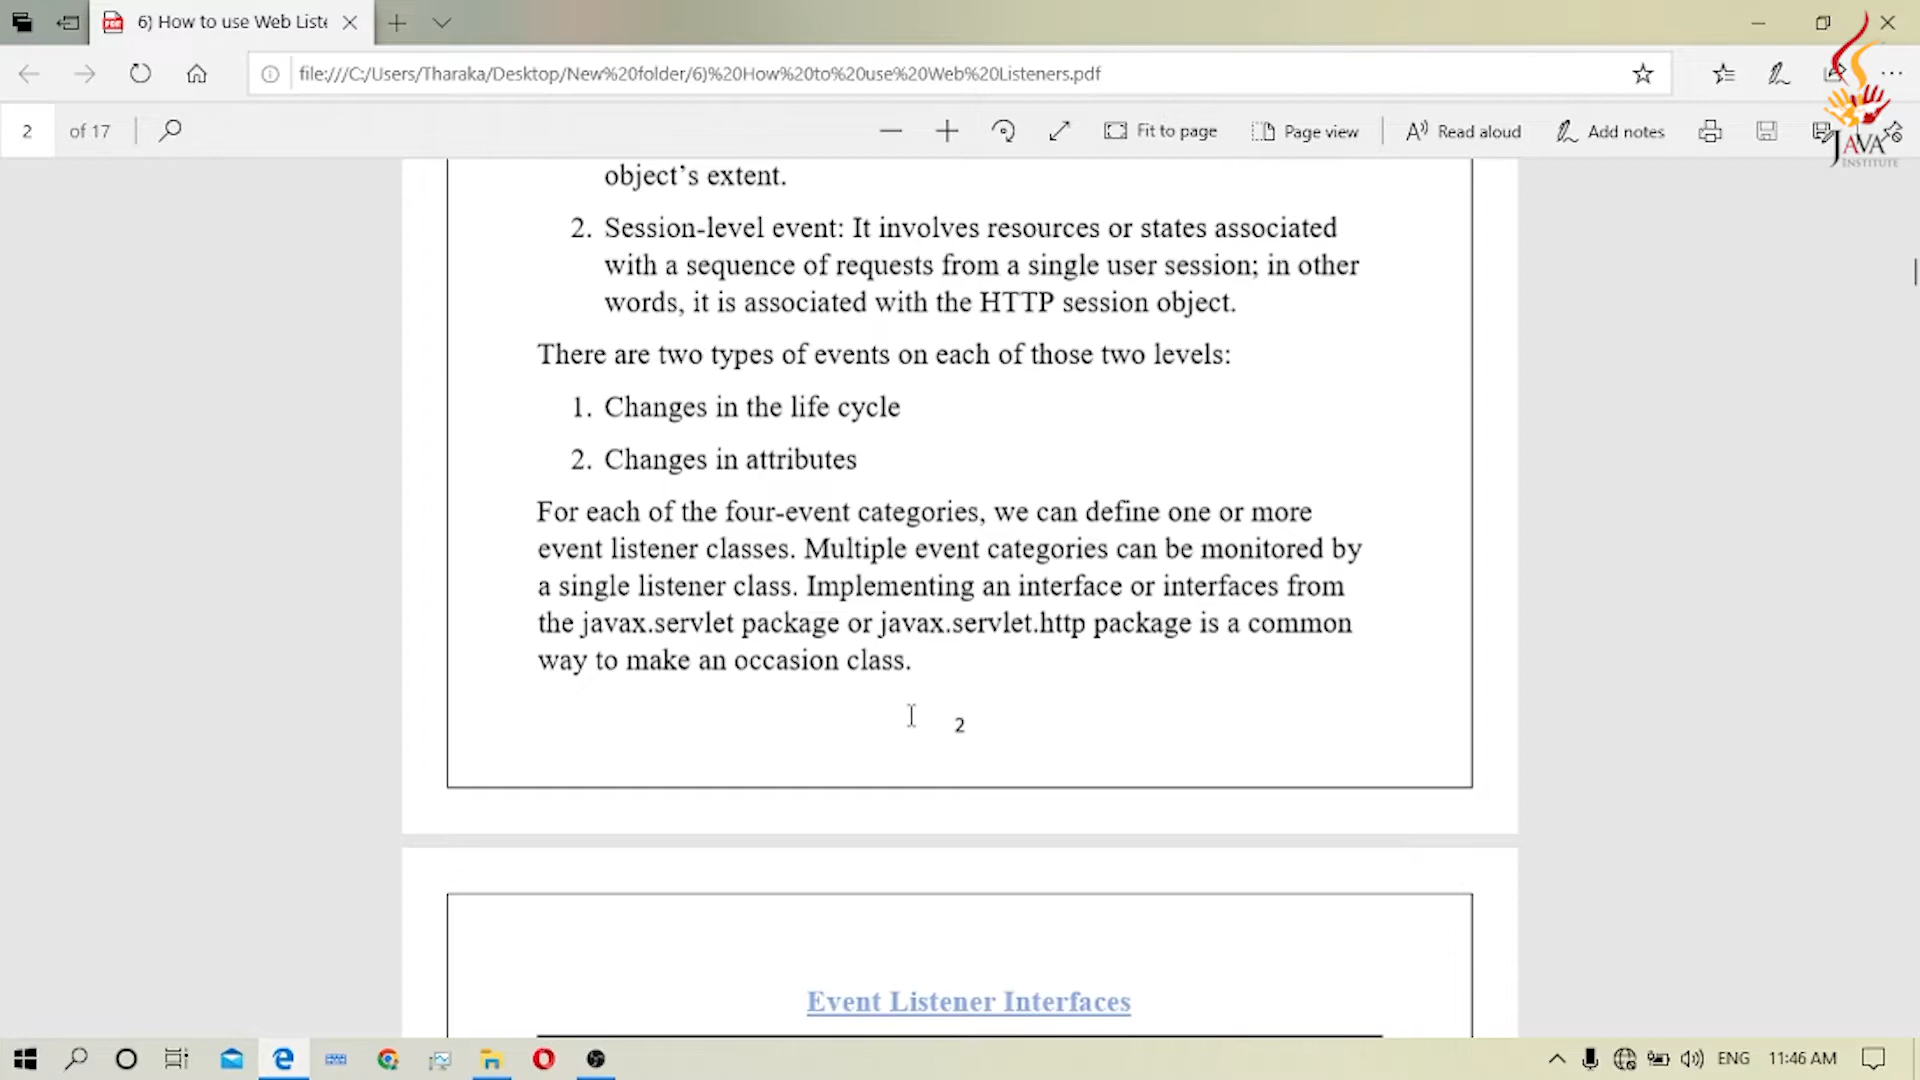 6) How to use Web Liste
file:///C:/Users/Tharaka/Desktop/New%20folder/6)%20How%20to%20use%20Web%20Listeners.pdf
2 of 17
Fit to page
Page view
Read aloud
Add notes
JAVA
INSTITUTE
object’s extent.
2. Session-level event: It involves resources or states associated
with a sequence of requests from a single user session; in other
words, it is associated with the HTTP session object.
There are two types of events on each of those two levels:
1. Changes in the life cycle
2. Changes in attributes
For each of the four-event categories, we can define one or more
event listener classes. Multiple event categories can be monitored by
a single listener class. Implementing an interface or interfaces from
the javax.servlet package or javax.servlet.http package is a common
way to make an occasion class.
2
Event Listener Interfaces
ENG
11:46 AM